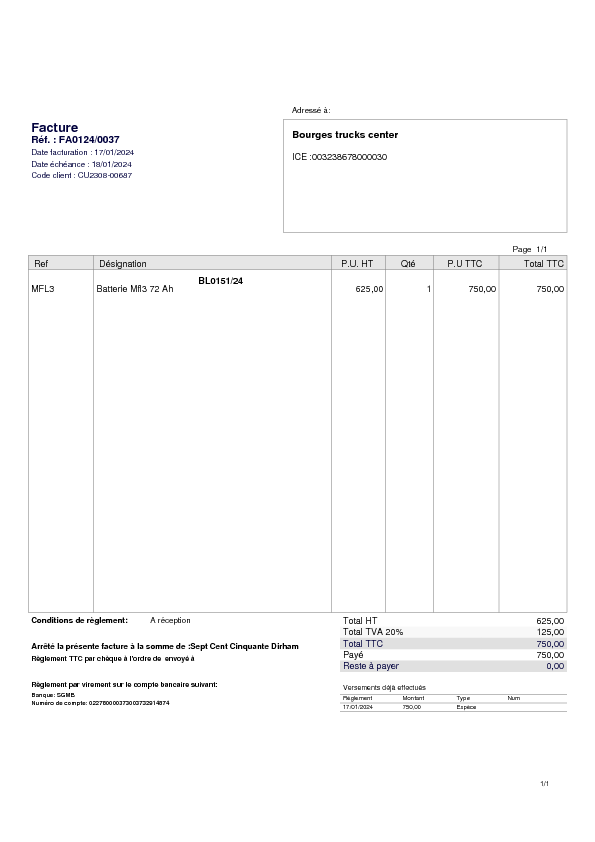 Adressé à:
Facture
Réf. : FA0124/0037
Date facturation : 17/01/2024
Date échéance : 18/01/2024
Code client : CU2308-00687
Bourges trucks center
ICE :003238678000030
Page 1/1
Ref Désignation P.U. HT Qté P.U TTC Total TTC
BL0151/24
MFL3 Batterie Mfl3 72 Ah 625,00 1 750,00 750,00
Conditions de règlement: A réception
Arrêté la présente facture à la somme de :Sept Cent Cinquante Dirham
Règlement TTC par chèque à l'ordre de envoyé à
Règlement par virement sur le compte bancaire suivant:
Banque: SGMB
Numéro de compte: 022780000373003732914874
Total HT 625,00
Total TVA 20% 125,00
Total TTC 750,00
Payé 750,00
Reste à payer 0,00
Versements déjà effectués
Règlement Montant Type Num
17/01/2024 750,00 Espèce
1/1